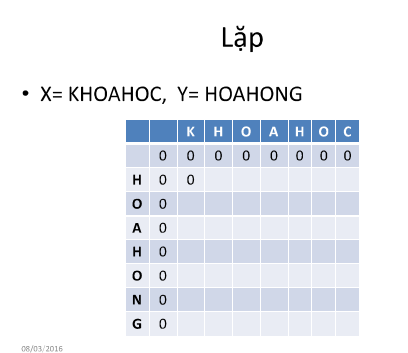 Lặp
• X= KHOAHOC, Y= HOAHONG
K H O A H O C
0 0 0 0 0 0 0 0
H 0 0
O 0
A 0
H 0
O 0
N 0
G 0
08/03/2016